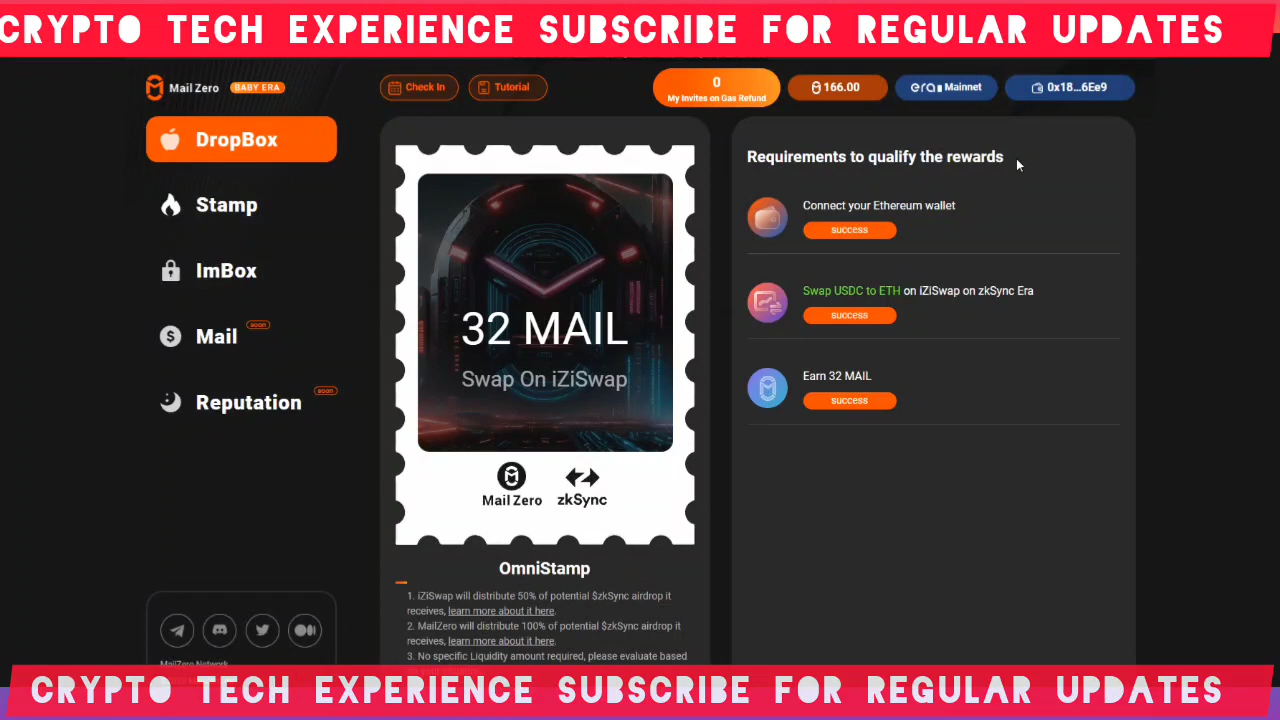 CRYPTO TECH EXPERIENCE SUBSCRIBE FOR REGULAR UPDATES
Mail Zero BABY ERA
Check In
Tutorial
0
My Invites on Gas Refund
166.00
era Mainnet
0x18...6Ee9
DropBox
Stamp
ImBox
Mail soon
Reputation soon
32 MAIL
Swap On iZiSwap
Mail Zero
zkSync
OmniStamp
1. iZiSwap will distribute 50% of potential $zkSync airdrop it
receives, learn more about it here.
2. MailZero will distribute 100% of potential $zkSync airdrop it
receives, learn more about it here.
3. No specific Liquidity amount required, please evaluate based
Requirements to qualify the rewards
Connect your Ethereum wallet
success
Swap USDC to ETH on iZiSwap on zkSync Era
success
Earn 32 MAIL
success
MailZero Network
CRYPTO TECH EXPERIENCE SUBSCRIBE FOR REGULAR UPDATES